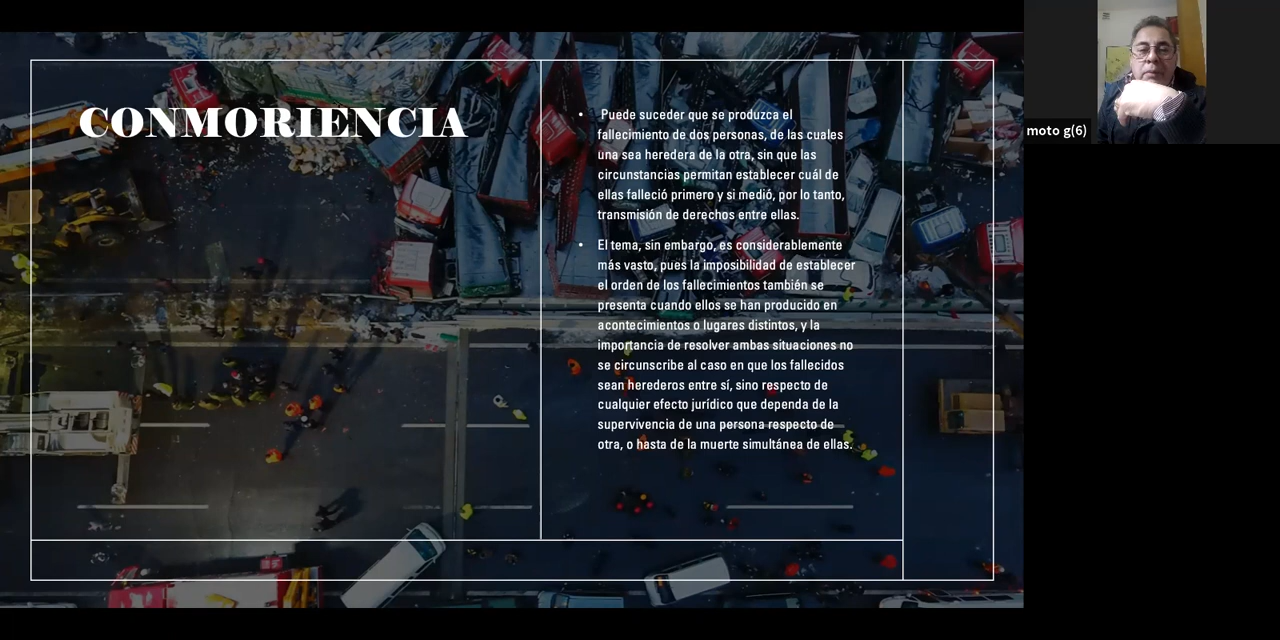 CONMORIENCIA
• Puede suceder que se produzca el
fallecimiento de dos personas, de las cuales
una sea heredera de la otra, sin que las
circunstancias permitan establecer cuál de
ellas falleció primero y si medió, por lo tanto,
transmisión de derechos entre ellas.
• El tema, sin embargo, es considerablemente
más vasto, pues la imposibilidad de establecer
el orden de los fallecimientos también se
presenta cuando ellos se han producido en
acontecimientos o lugares distintos, y la
importancia de resolver ambas situaciones no
se circunscribe al caso en que los fallecidos
sean herederos entre sí, sino respecto de
cualquier efecto jurídico que dependa de la
supervivencia de una persona respecto de
otra, o hasta de la muerte simultánea de ellas.
moto g(6)